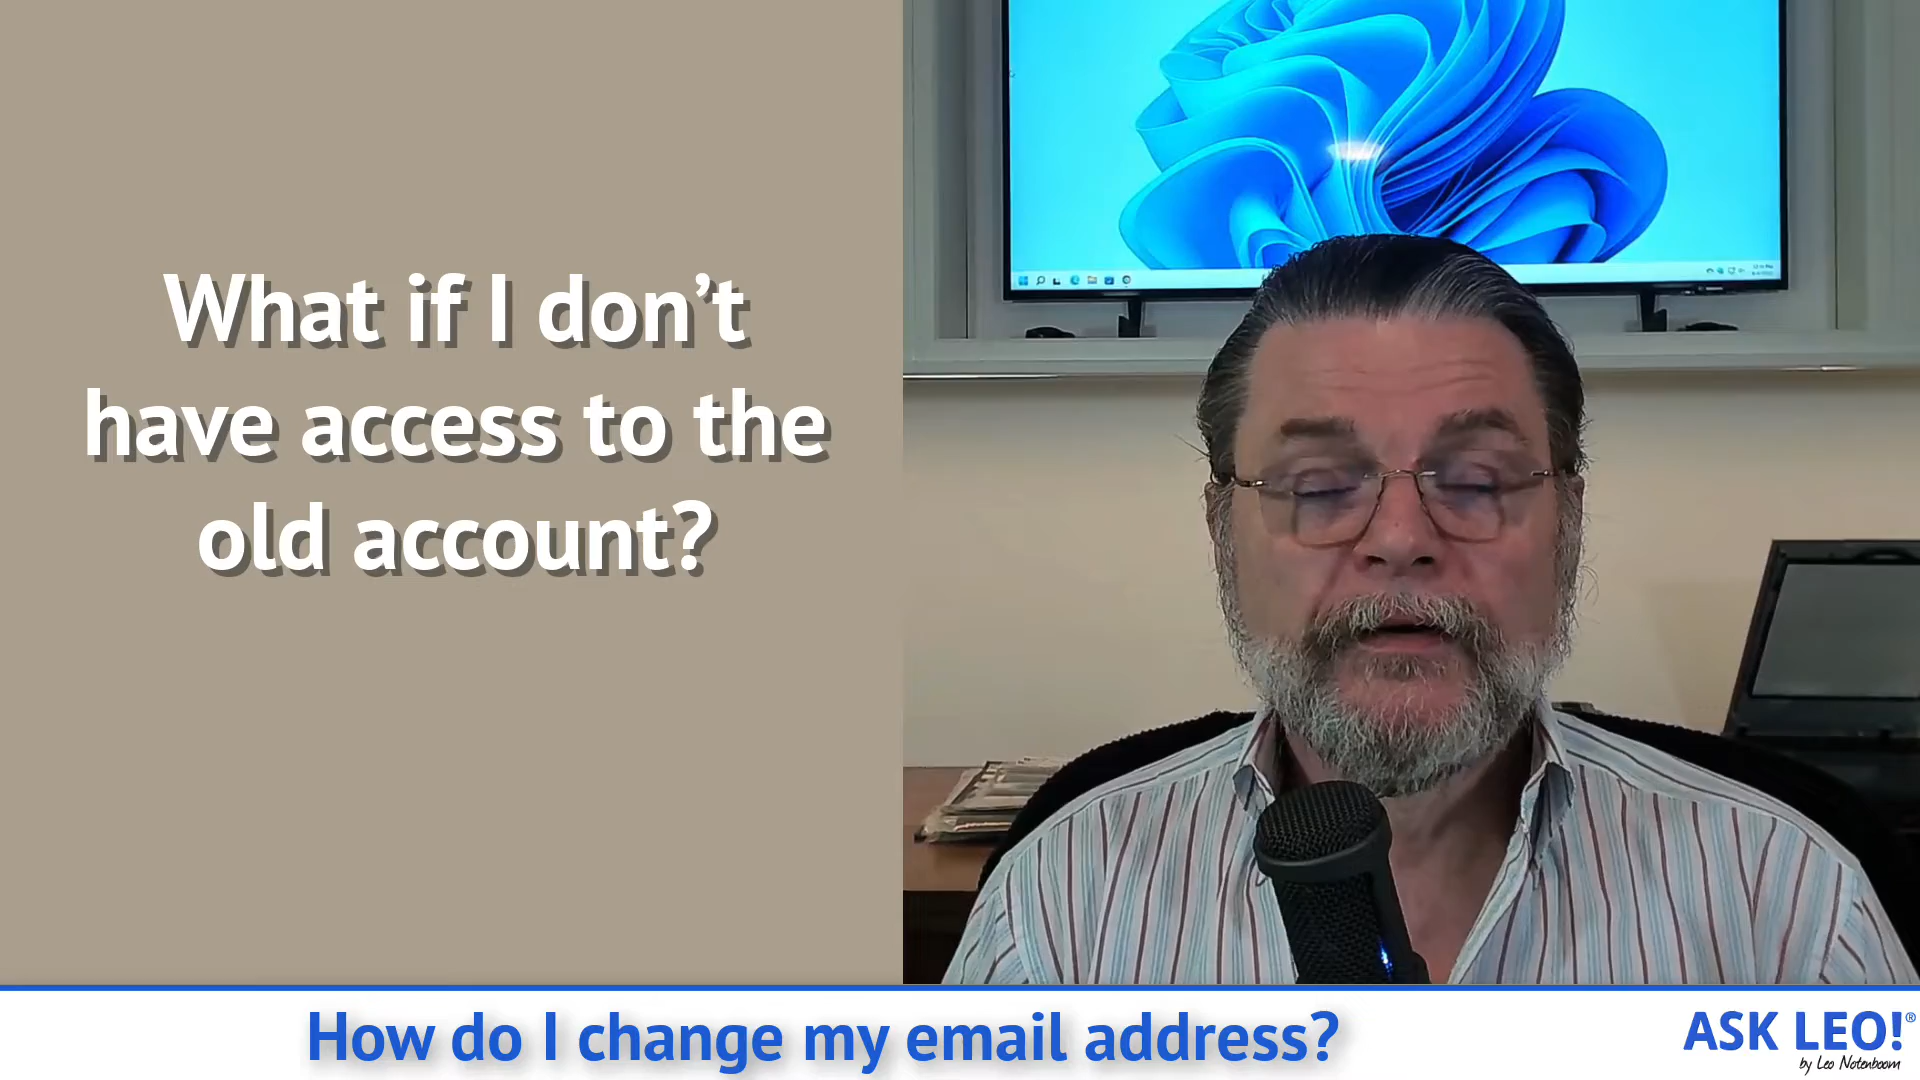 What if I don’t
have access to the
old account?
How do I change my email address?
ASK LEO!®
by Leo Notenboom